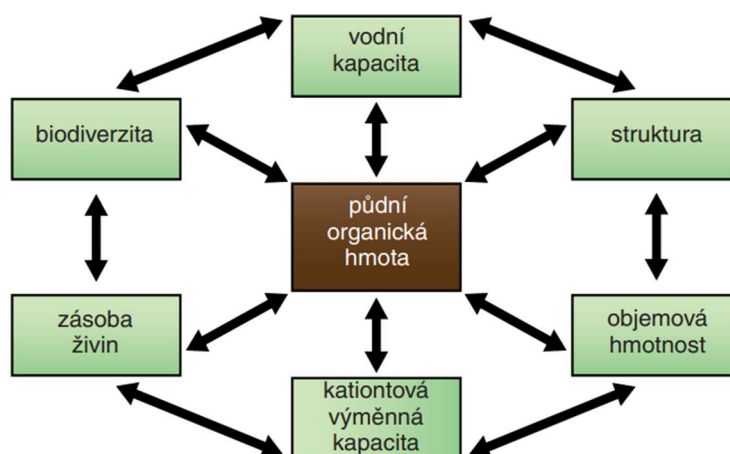 vodní
kapacita
biodiverzita
struktura
půdní
organická
hmota
zásoba
živin
objemová
hmotnost
kationtová
výměnná
kapacita